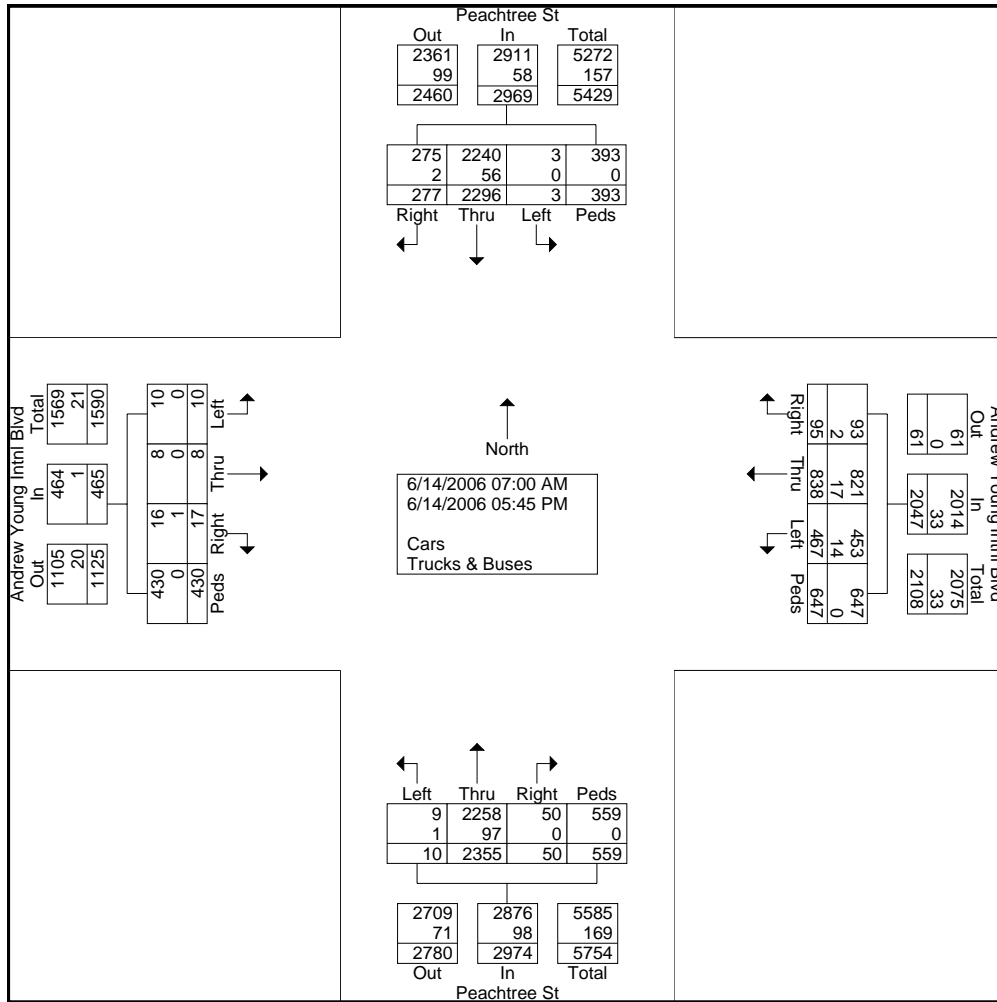 Peachtree St
Out In Total
2361 2911 5272
99 58 157
2460 2969 5429
275 2240 3 393
2 56 0 0
277 2296 3 393
Right Thru Left Peds
Andrew Young Intnl Blvd
Total In Out
1569 464 1105
21 1 20
1590 465 1125
10 8 16 430
0 0 1 0
10 8 17 430
Left Thru Right Peds
North
6/14/2006 07:00 AM
6/14/2006 05:45 PM
Cars
Trucks & Buses
Andrew Young Intnl Blvd
Out In Total
61 2014 2075
0 33 33
61 2047 2108
93 821 453 647
2 17 14 0
95 838 467 647
Right Thru Left Peds
Left Thru Right Peds
9 2258 50 559
1 97 0 0
10 2355 50 559
2709 2876 5585
71 98 169
2780 2974 5754
Out In Total
Peachtree St